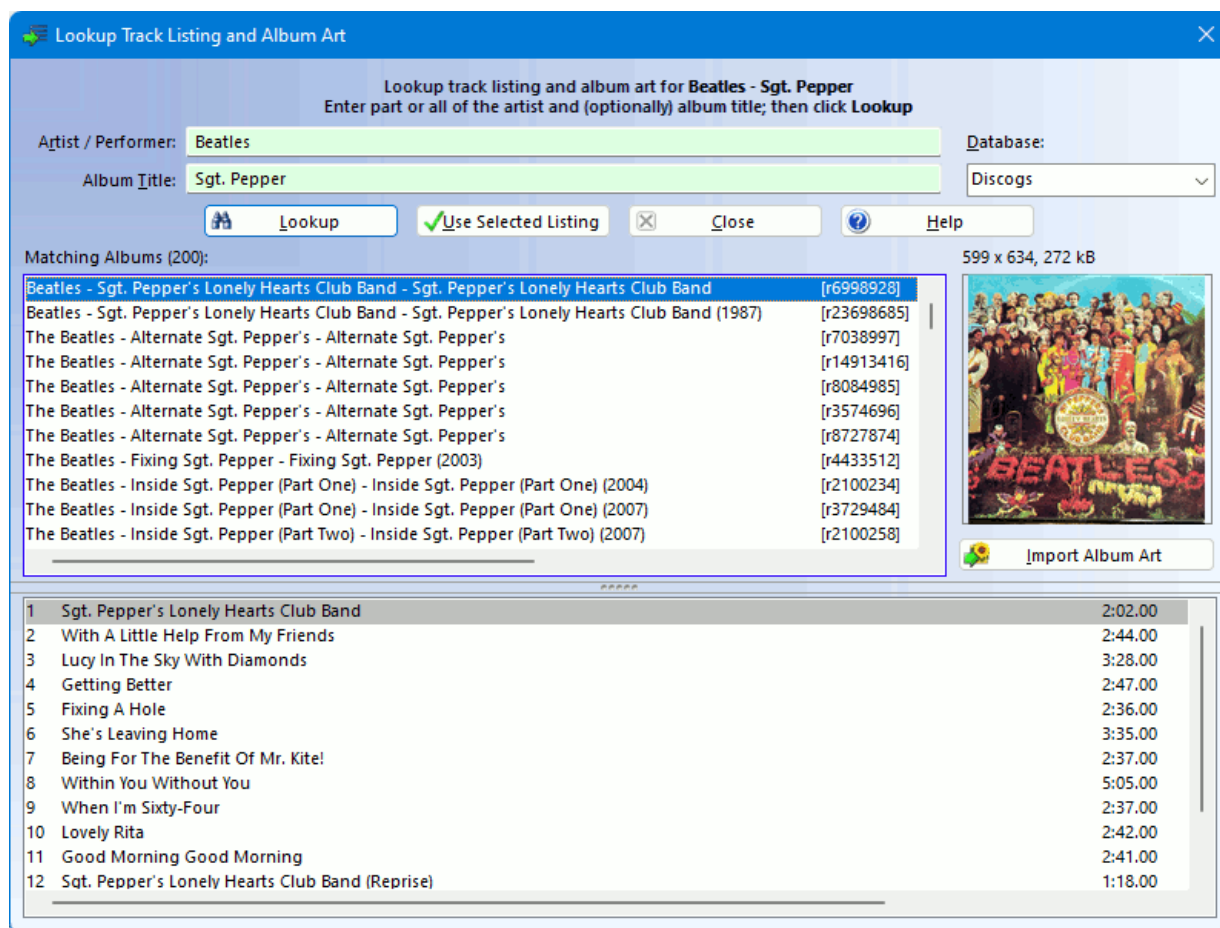 Lookup Track Listing and Album Art
Lookup track listing and album art for Beatles - Sgt. Pepper
Enter part or all of the artist and (optionally) album title; then click Lookup
Artist / Performer: Beatles
Database:
Album Title: Sgt. Pepper
Discogs
Lookup Use Selected Listing Close Help
Matching Albums (200):
599 x 634, 272 kB
Beatles - Sgt. Pepper's Lonely Hearts Club Band - Sgt. Pepper's Lonely Hearts Club Band [r6998928]
Beatles - Sgt. Pepper's Lonely Hearts Club Band - Sgt. Pepper's Lonely Hearts Club Band (1987) [r23698685]
The Beatles - Alternate Sgt. Pepper's - Alternate Sgt. Pepper's [r7038997]
The Beatles - Alternate Sgt. Pepper's - Alternate Sgt. Pepper's [r14913416]
The Beatles - Alternate Sgt. Pepper's - Alternate Sgt. Pepper's [r8084985]
The Beatles - Alternate Sgt. Pepper's - Alternate Sgt. Pepper's [r3574696]
The Beatles - Alternate Sgt. Pepper's - Alternate Sgt. Pepper's [r8727874]
The Beatles - Fixing Sgt. Pepper - Fixing Sgt. Pepper (2003) [r4433512]
The Beatles - Inside Sgt. Pepper (Part One) - Inside Sgt. Pepper (Part One) (2004) [r2100234]
The Beatles - Inside Sgt. Pepper (Part One) - Inside Sgt. Pepper (Part One) (2007) [r3729484]
The Beatles - Inside Sgt. Pepper (Part Two) - Inside Sgt. Pepper (Part Two) (2007) [r2100258]
BEATLES
Import Album Art
1 Sgt. Pepper's Lonely Hearts Club Band 2:02.00
2 With A Little Help From My Friends 2:44.00
3 Lucy In The Sky With Diamonds 3:28.00
4 Getting Better 2:47.00
5 Fixing A Hole 2:36.00
6 She's Leaving Home 3:35.00
7 Being For The Benefit Of Mr. Kite! 2:37.00
8 Within You Without You 5:05.00
9 When I'm Sixty-Four 2:37.00
10 Lovely Rita 2:42.00
11 Good Morning Good Morning 2:41.00
12 Sgt. Pepper's Lonely Hearts Club Band (Reprise) 1:18.00